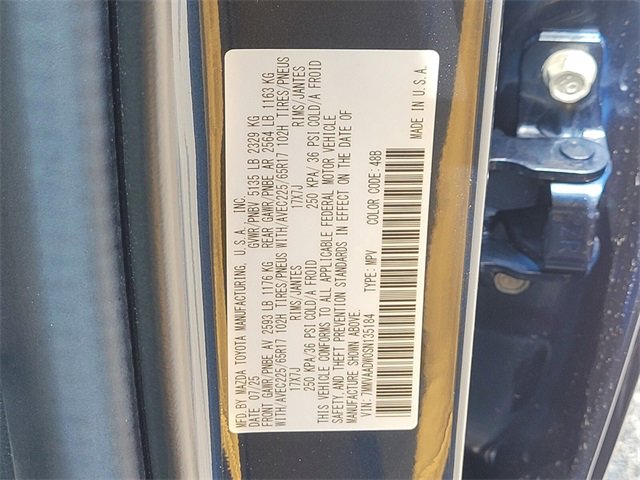 MFD.BY MAZDA TOYOTA MANUFACTURING, U.S.A., INC.
DATE 07/25 GVWR/PNBV 5135 LB 2329 KG
FRONT GAWR/PNBE AV 2593 LB 1176 KG REAR GAWR/PNBE AR 2564 LB 1163 KG
WITH/AVEC225/65R17 102H TIRES/PNEUS WITH/AVEC225/65R17 102H TIRES/PNEUS
17X7J RIMS/JANTES 17X7J RIMS/JANTES
250 KPA/36 PSI COLD/A FROID 250 KPA/ 36 PSI COLD/A FROID
THIS VEHICLE CONFORMS TO ALL APPLICABLE FEDERAL MOTOR VEHICLE
SAFETY AND THEFT PREVENTION STANDARDS IN EFFECT ON THE DATE OF
MANUFACTURE SHOWN ABOVE.
VIN: 7MMVAADW0SN135184 TYPE: MPV COLOR CODE: 48B
MADE IN U.S.A.